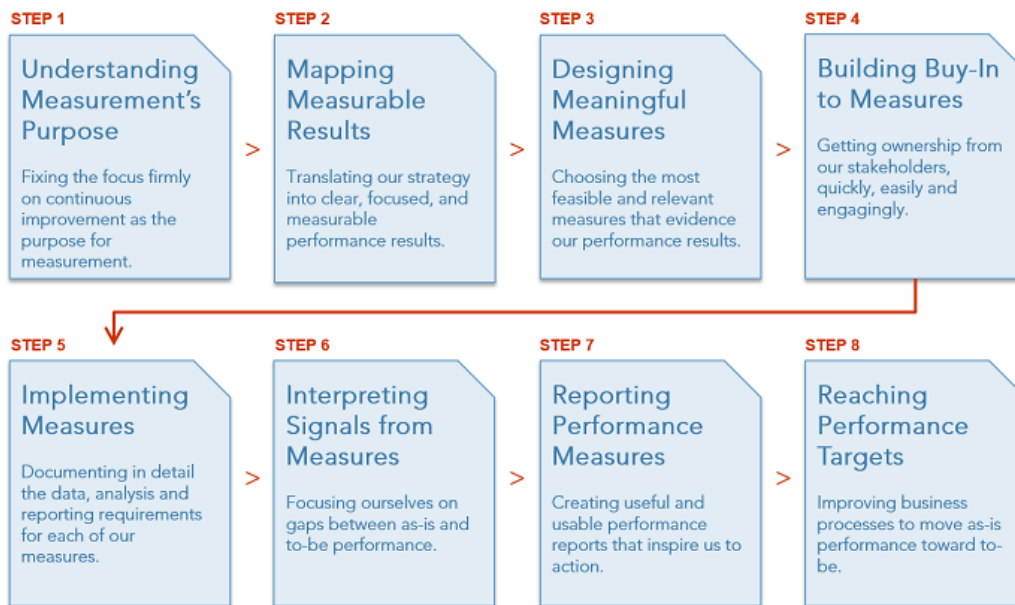 STEP 1
Understanding
Measurement's
Purpose
Fixing the focus firmly
on continuous
improvement as the
purpose for
measurement.
>
STEP 2
Mapping
Measurable
Results
Translating our strategy
into clear, focused, and
measurable
performance results.
>
STEP 3
Designing
Meaningful
Measures
Choosing the most
feasible and relevant
measures that evidence
our performance results.
>
STEP 4
Building Buy-In
to Measures
Getting ownership from
our stakeholders,
quickly, easily and
engagingly.
STEP 5
Implementing
Measures
Documenting in detail
the data, analysis and
reporting requirements
for each of our
measures.
>
STEP 6
Interpreting
Signals from
Measures
Focusing ourselves on
gaps between as-is and
to-be performance.
>
STEP 7
Reporting
Performance
Measures
Creating useful and
usable performance
reports that inspire us to
action.
>
STEP 8
Reaching
Performance
Targets
Improving business
processes to move as-is
performance toward to-
be.